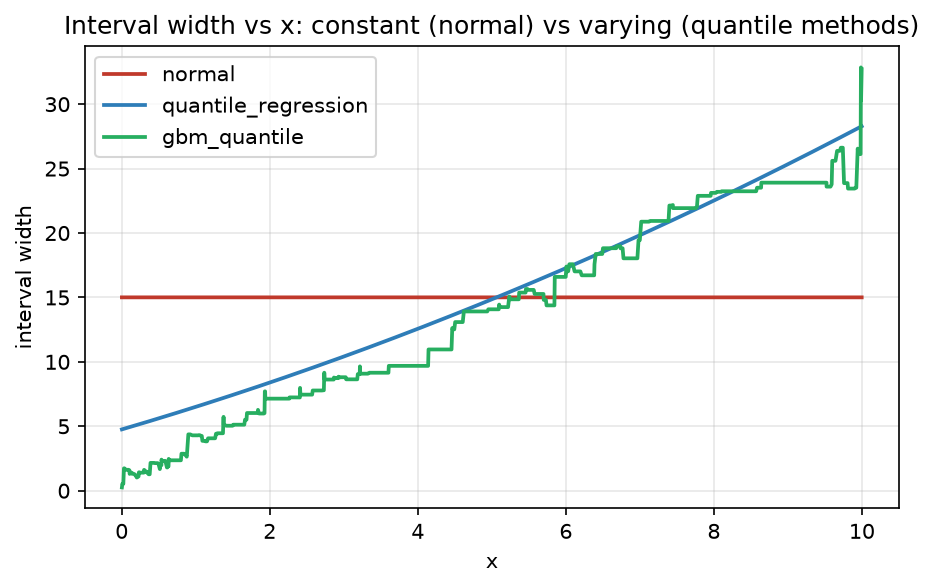 Interval width vs x: constant (normal) vs varying (quantile methods)
normal
quantile_regression
gbm_quantile
interval width
30
25
20
15
10
5
0
0 2 4 6 8 10
x